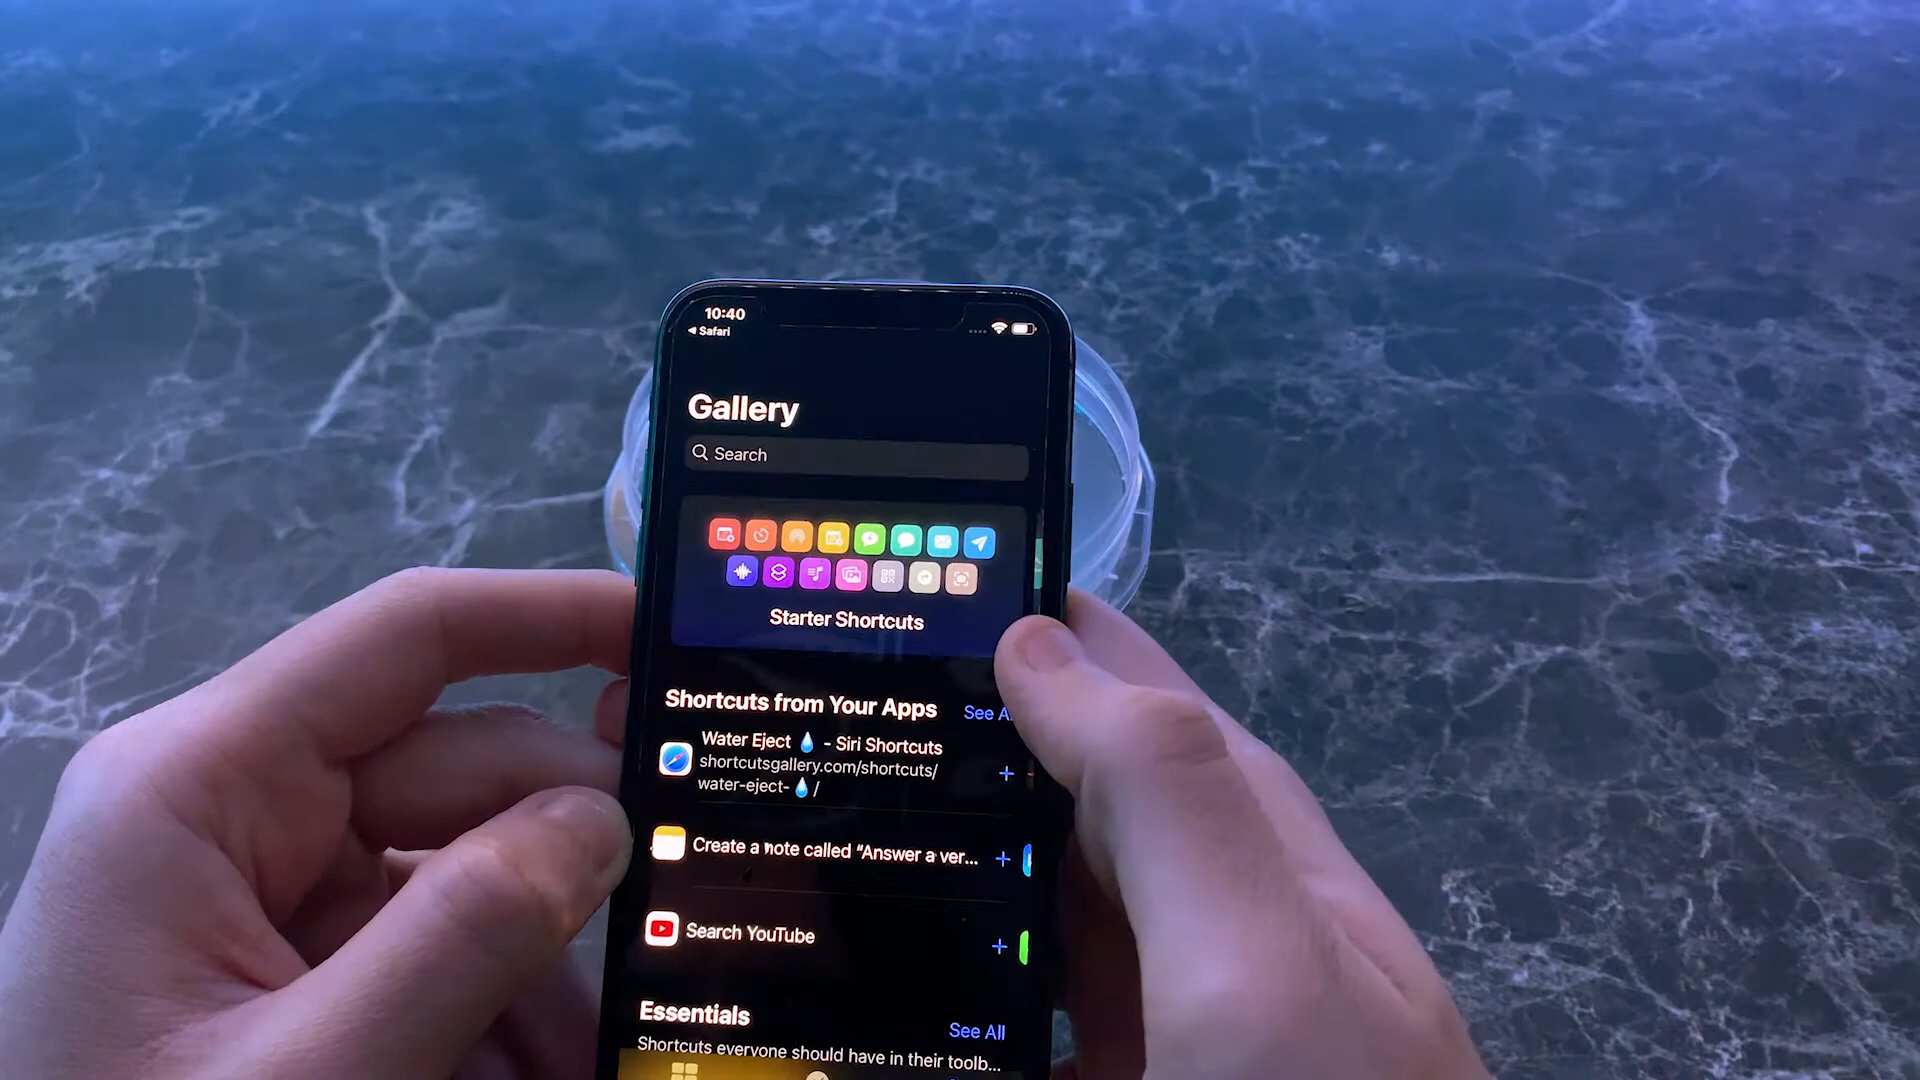 10:40
Safari
Gallery
Search
Starter Shortcuts
Shortcuts from Your Apps
See A
Water Eject 💧 - Siri Shortcuts
shortcutsgallery.com/shortcuts/
water-eject-💧/
Create a note called “Answer a ver...
Search YouTube
Essentials
See All
Shortcuts everyone should have in their toolb...